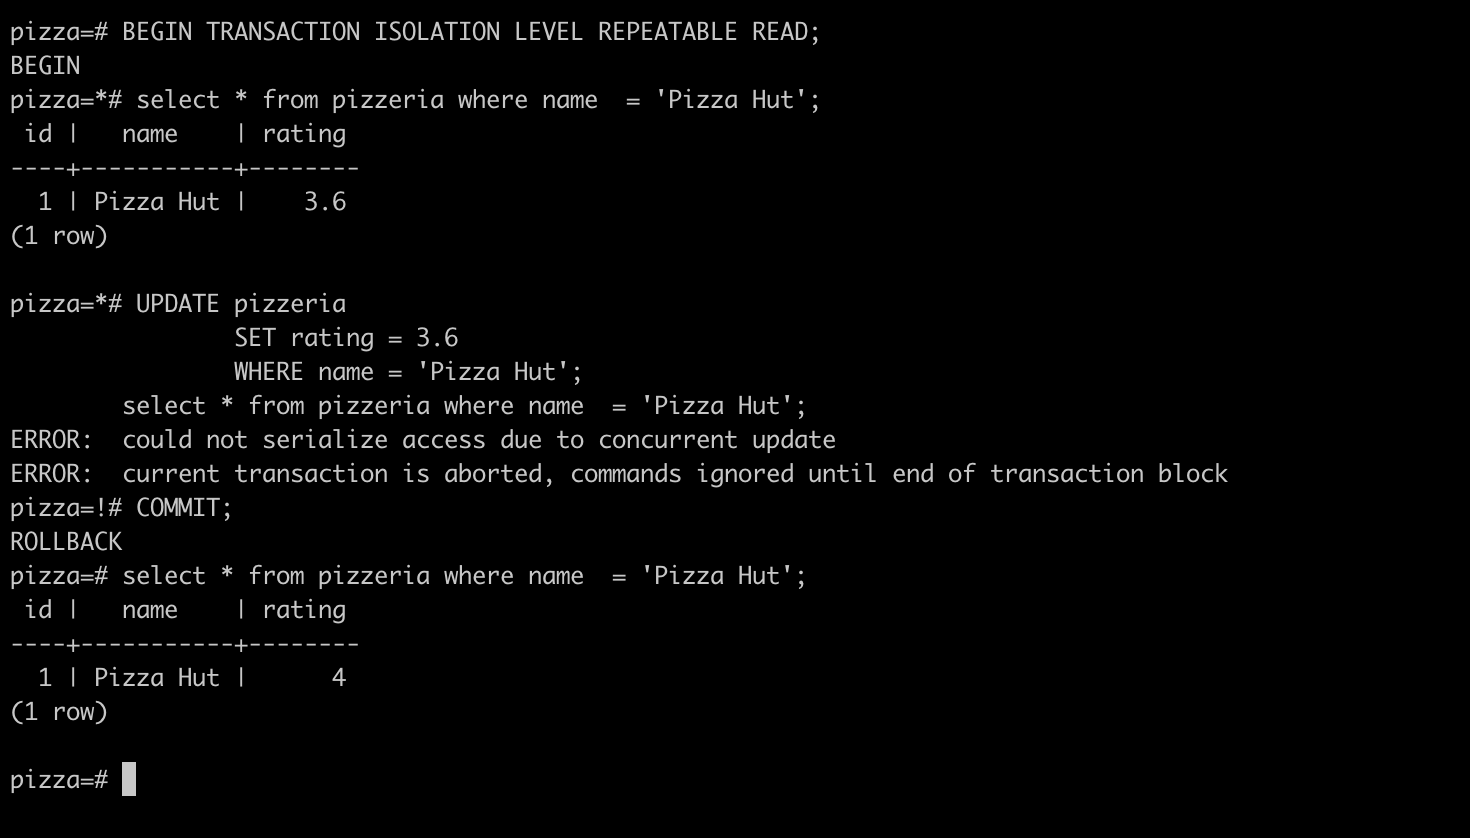 pizza=# BEGIN TRANSACTION ISOLATION LEVEL REPEATABLE READ;
BEGIN
pizza=*# select * from pizzeria where name  = 'Pizza Hut';
 id |   name    | rating
----+-----------+--------
  1 | Pizza Hut |    3.6
(1 row)

pizza=*# UPDATE pizzeria
                SET rating = 3.6
                WHERE name = 'Pizza Hut';
        select * from pizzeria where name  = 'Pizza Hut';
ERROR:  could not serialize access due to concurrent update
ERROR:  current transaction is aborted, commands ignored until end of transaction block
pizza=!# COMMIT;
ROLLBACK
pizza=# select * from pizzeria where name  = 'Pizza Hut';
 id |   name    | rating
----+-----------+--------
  1 | Pizza Hut |      4
(1 row)

pizza=#